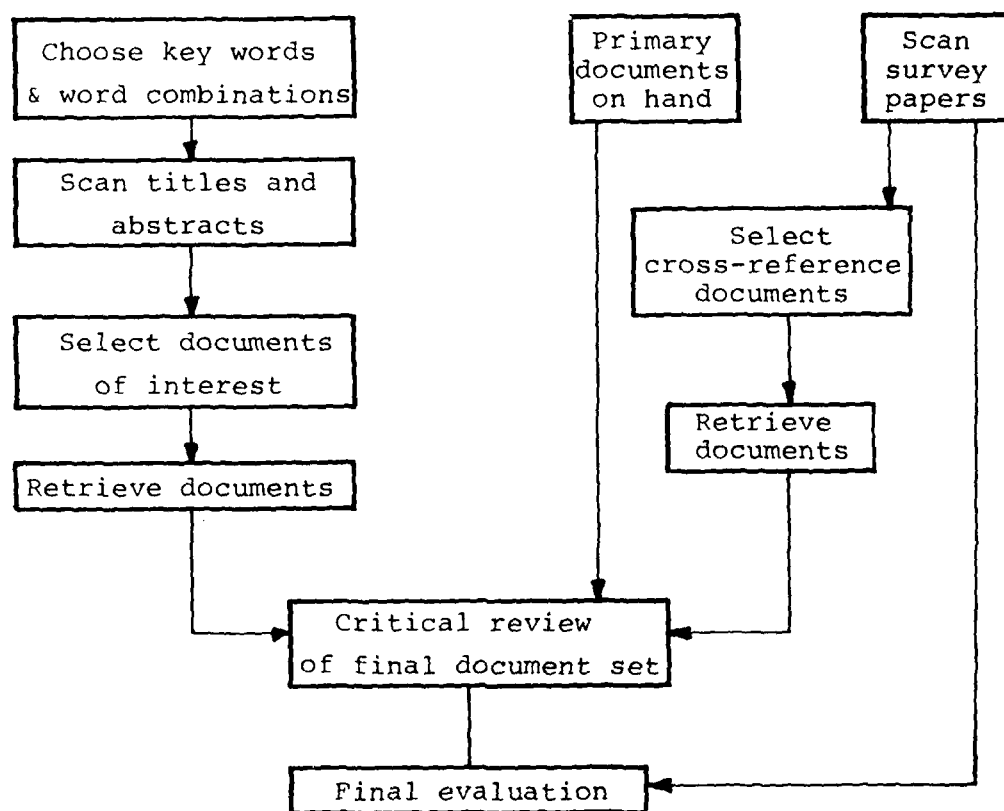 Choose key words
& word combinations
Scan titles and
abstracts
Select documents
of interest
Retrieve documents
Primary
documents
on hand
Scan
survey
papers
Select
cross-reference
documents
Retrieve
documents
Critical review
of final document set
Final evaluation